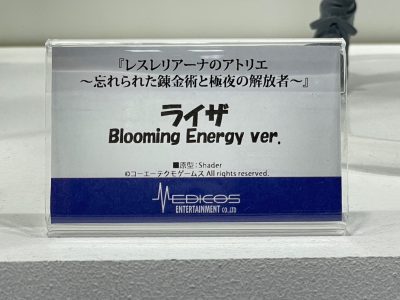 『レスレリアーナのアトリエ
〜忘れられた錬金術と極夜の解放者〜』
ライザ
Blooming Energy ver.
■原型：Shader
©コーエーテクモゲームス All rights reserved.
MEDICOS
ENTERTAINMENT CO.,LTD